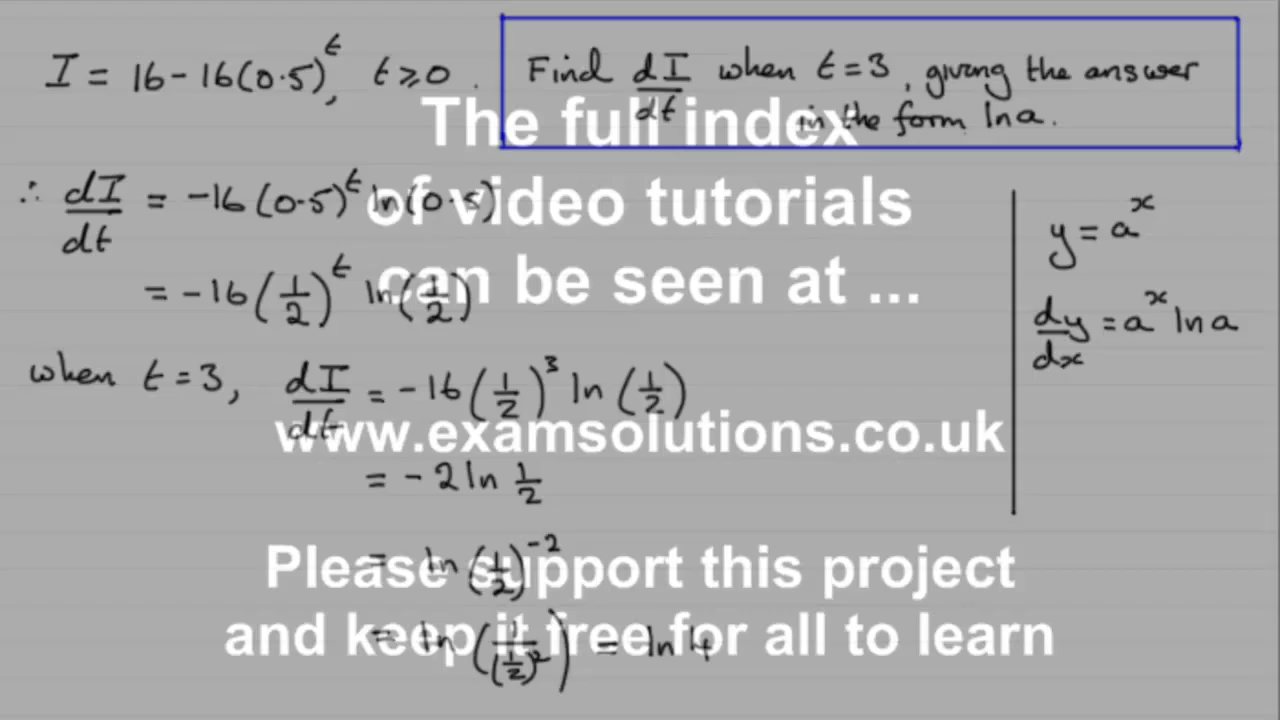 I = 16 - 16(0.5)^t, t ≥ 0.
Find dI/dt when t = 3, giving the answer
in the form ln a.
The full index
of video tutorials
can be seen at ...
www.examsolutions.co.uk
Please support this project
and keep it free for all to learn
∴ dI/dt = -16(0.5)^t ln(0.5)
= -16(1/2)^t ln(1/2)
when t = 3, dI/dt = -16(1/2)^3 ln(1/2)
= -2 ln 1/2
= ln(1/2)^-2
= ln(1/(1/2)^2) = ln 4
y = a^x
dy/dx = a^x ln a